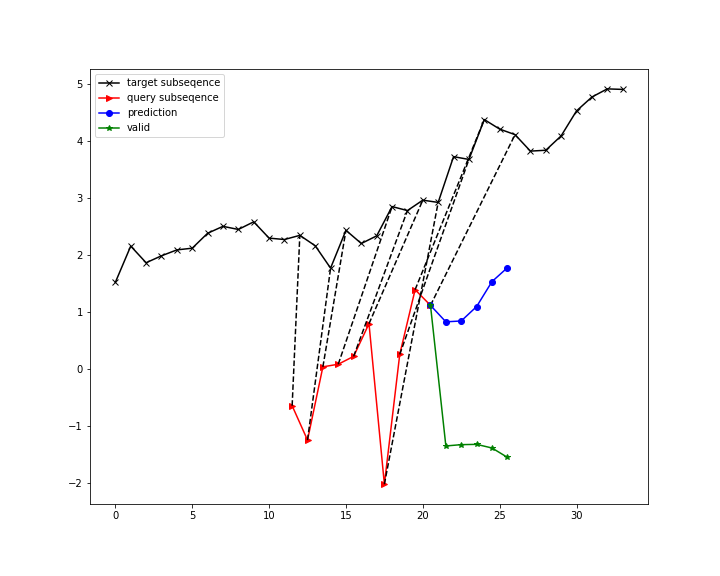 target subseqence
query subseqence
prediction
valid
5
4
3
2
1
0
−1
−2
0 5 10 15 20 25 30